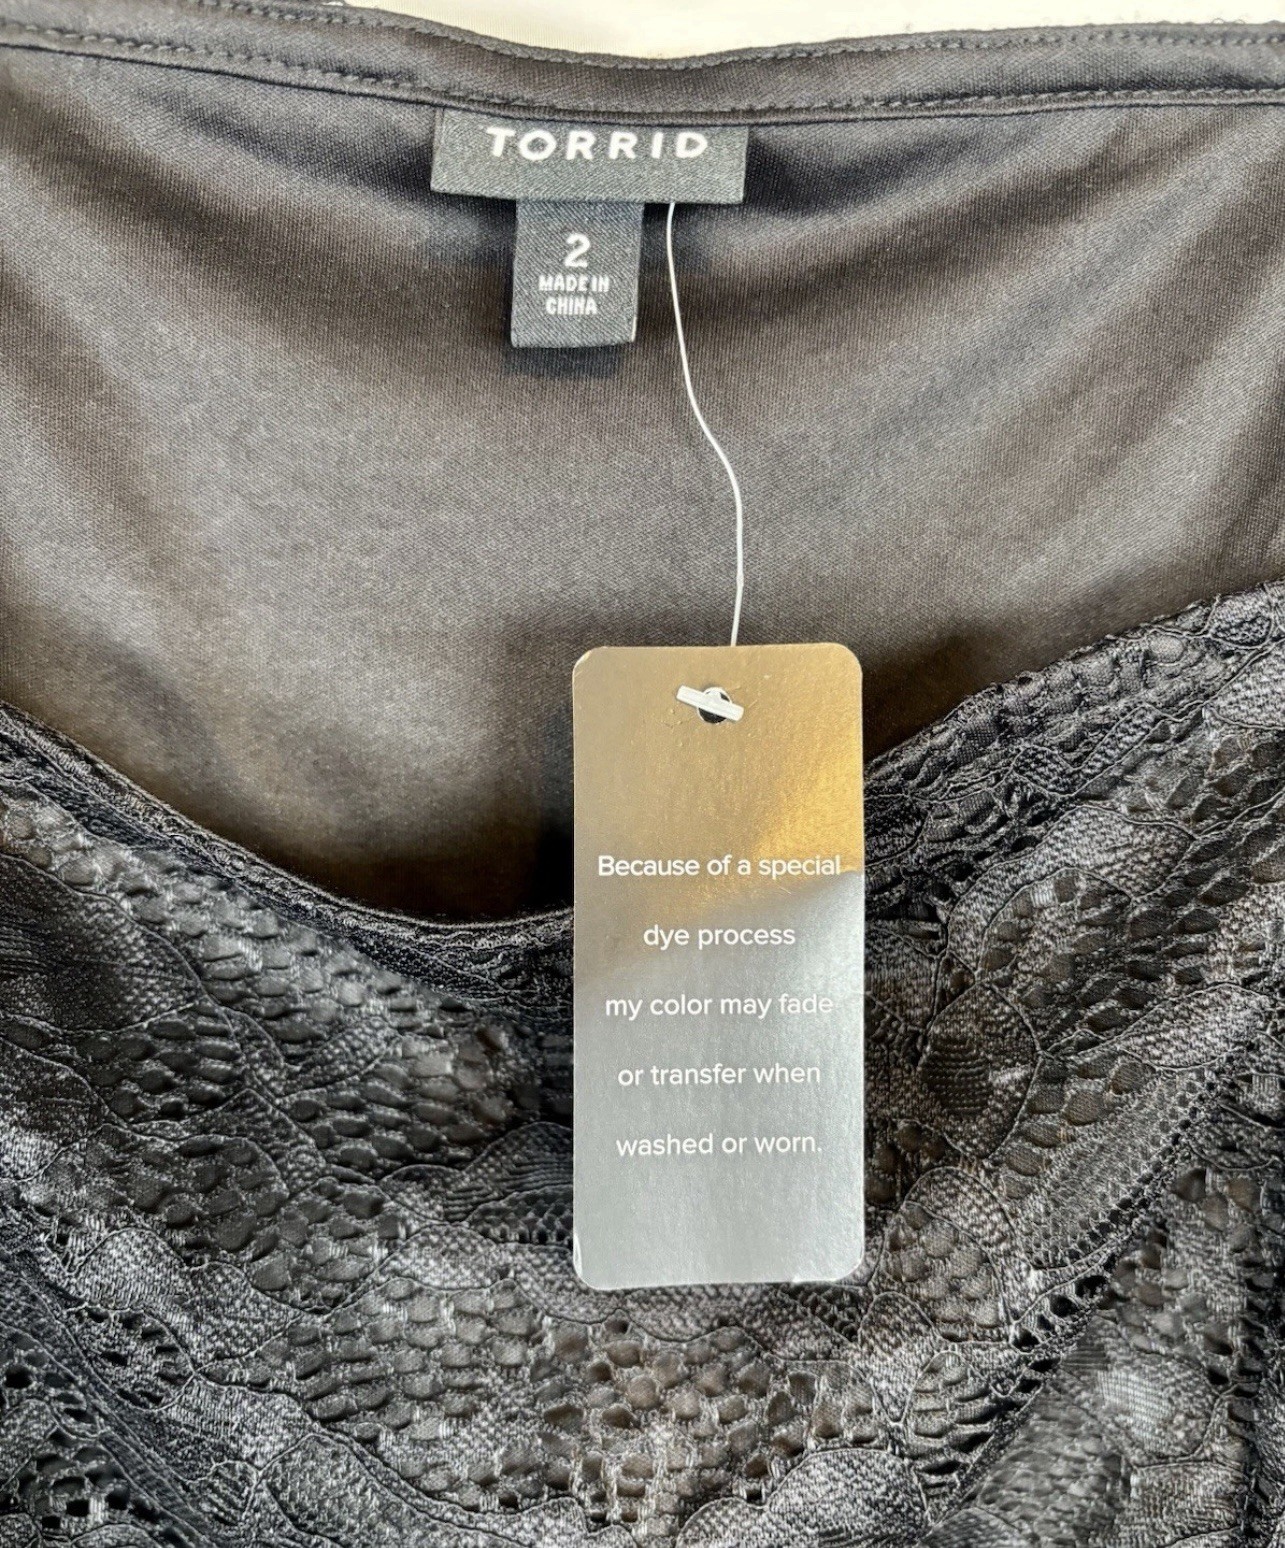 TORRID
2
MADE IN
CHINA
Because of a special
dye process
my color may fade
or transfer when
washed or worn.